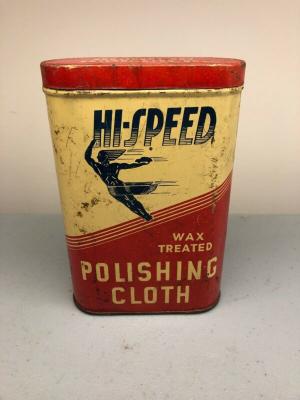 HI-SPEED
WAX
TREATED
POLISHING
CLOTH